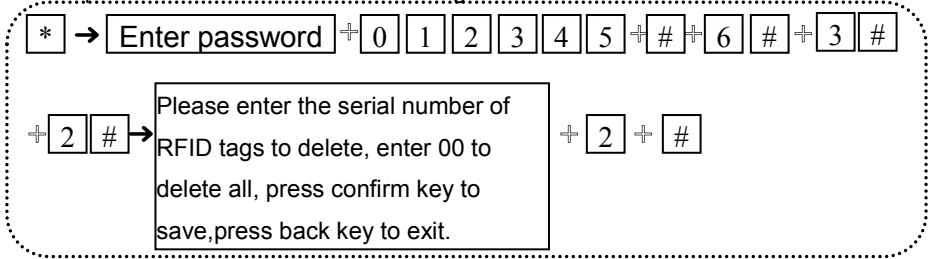 * → Enter password + 0 1 2 3 4 5 + # + 6 # + 3 #
+ 2 # →
Please enter the serial number of
RFID tags to delete, enter 00 to
delete all, press confirm key to
save,press back key to exit.
+ 2 + #